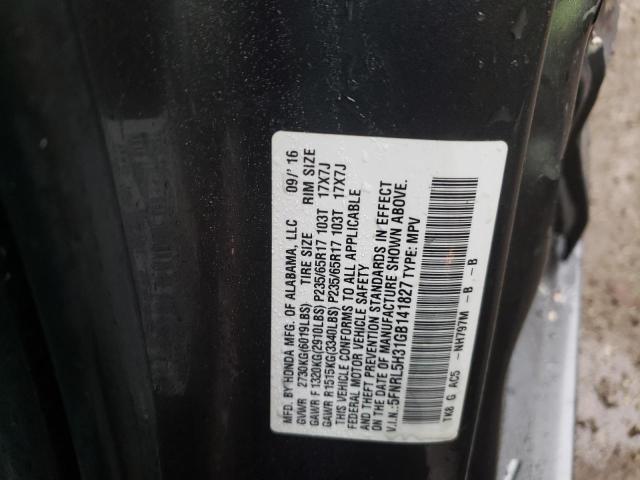 MFD. BY HONDA MFG. OF ALABAMA, LLC 09/'16
GVWR 2730KG(6019LBS) TIRE SIZE RIM SIZE
GAWR F 1320KG(2910LBS) P235/65R17 103T 17X7J
GAWR R 1515KG(3340LBS) P235/65R17 103T 17X7J
THIS VEHICLE CONFORMS TO ALL APPLICABLE
FEDERAL MOTOR VEHICLE SAFETY
AND THEFT PREVENTION STANDARDS IN EFFECT
ON THE DATE OF MANUFACTURE SHOWN ABOVE.
V.I.N.:5FNRL5H31GB141827 TYPE: MPV
TK8 G AC5 -NH797M -B -B